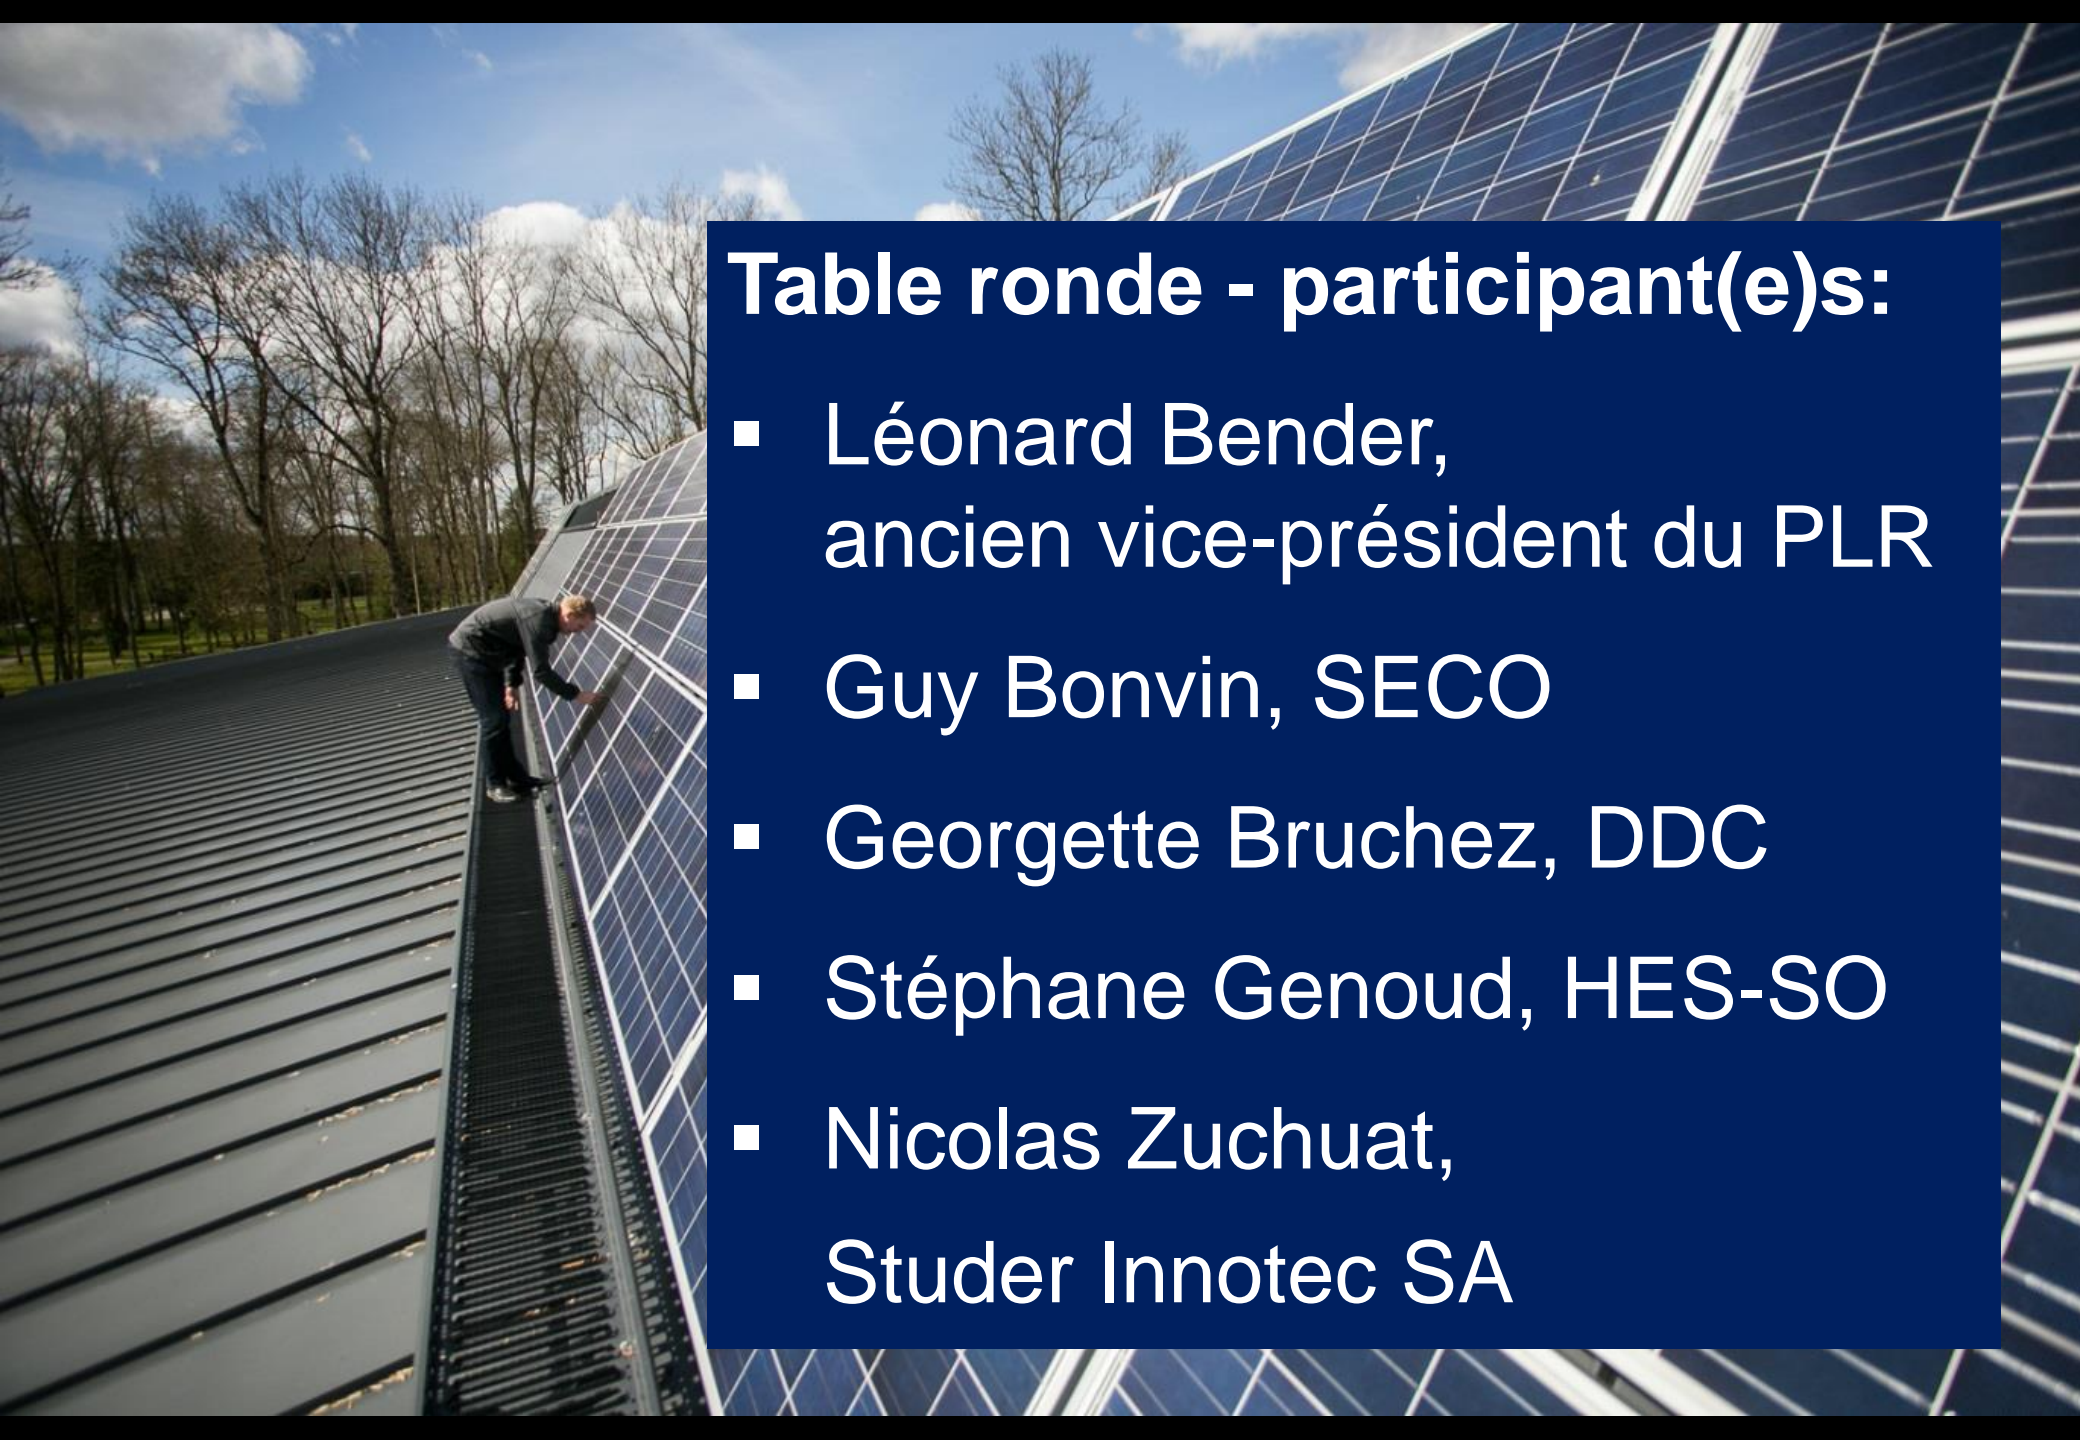 Table ronde - participant(e)s:
▪ Léonard Bender,
ancien vice-président du PLR
▪ Guy Bonvin, SECO
▪ Georgette Bruchez, DDC
▪ Stéphane Genoud, HES-SO
▪ Nicolas Zuchuat,
Studer Innotec SA